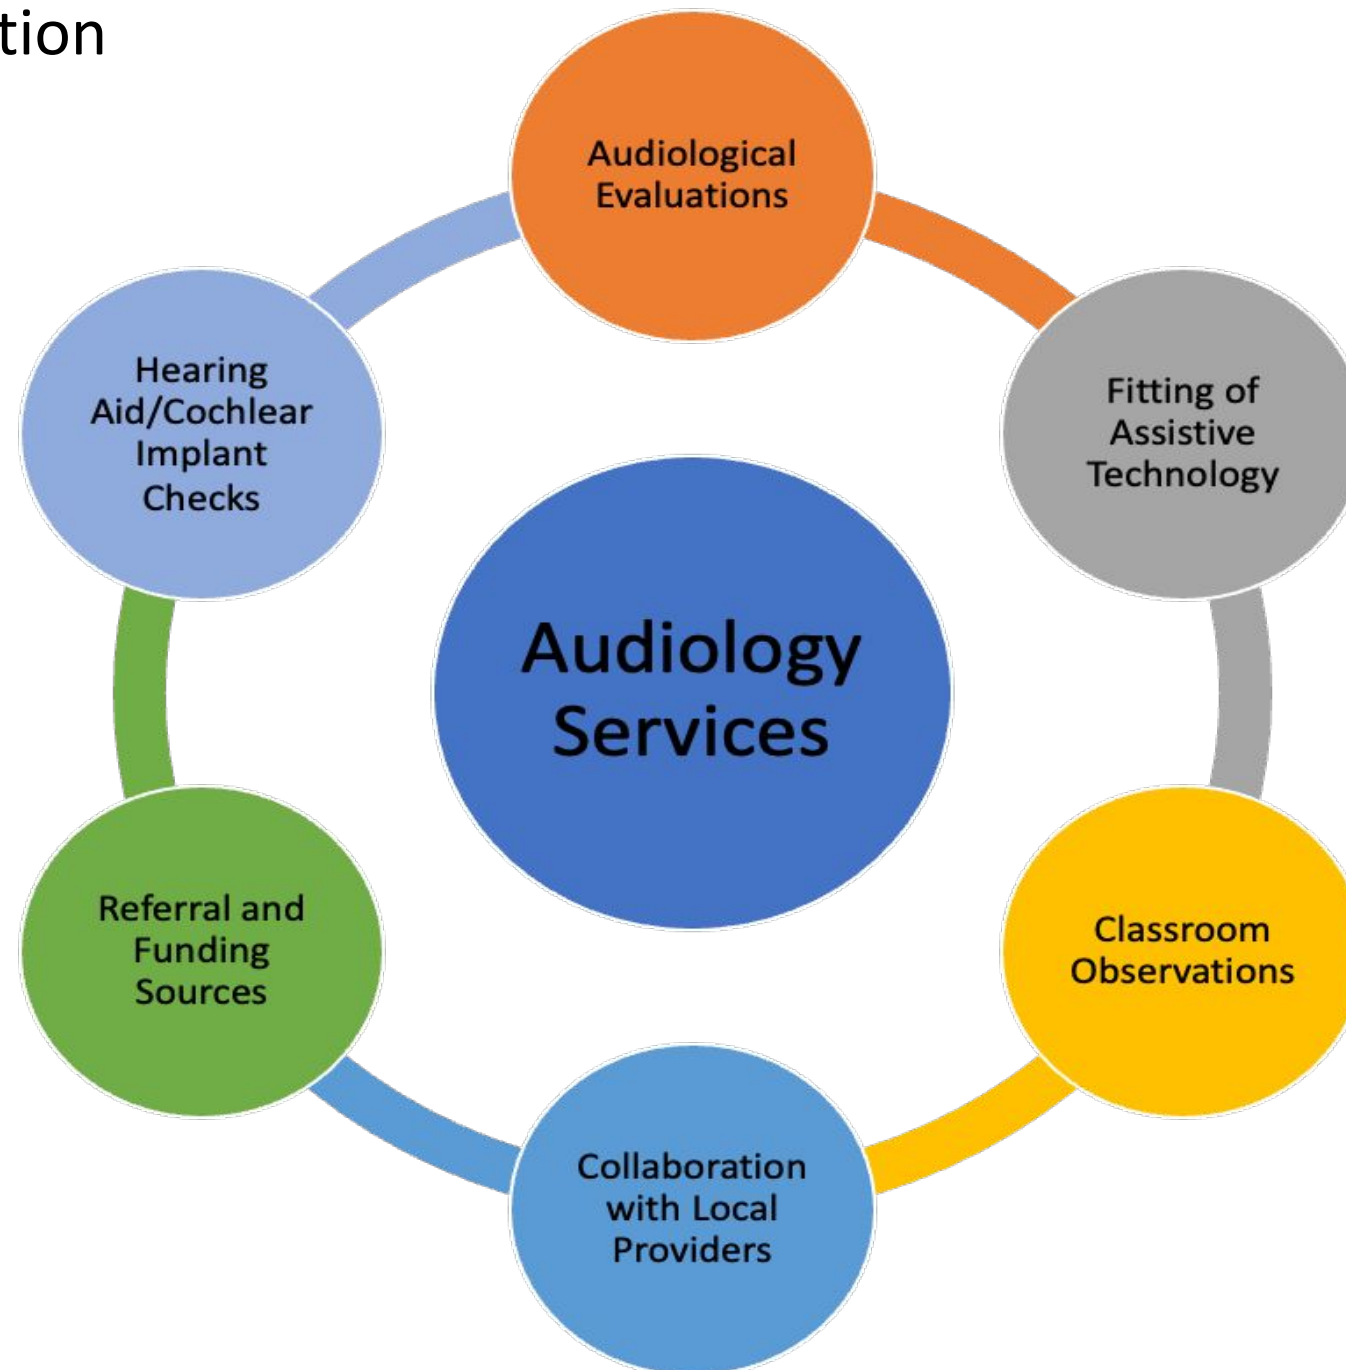 tion
Audiological
Evaluations
Hearing
Aid/Cochlear
Implant
Checks
Fitting of
Assistive
Technology
Audiology
Services
Referral and
Funding
Sources
Classroom
Observations
Collaboration
with Local
Providers